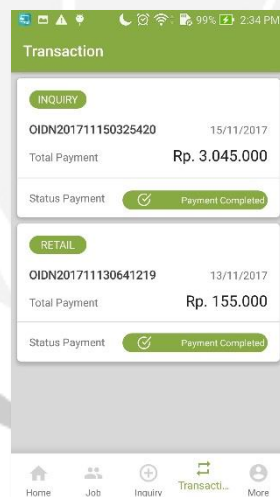 99% 2:34 PM
Transaction
INQUIRY
OIDN201711150325420 15/11/2017
Total Payment Rp. 3.045.000
Status Payment Payment Completed
RETAIL
OIDN201711130641219 13/11/2017
Total Payment Rp. 155.000
Status Payment Payment Completed
Home Job Inquiry Transacti... More